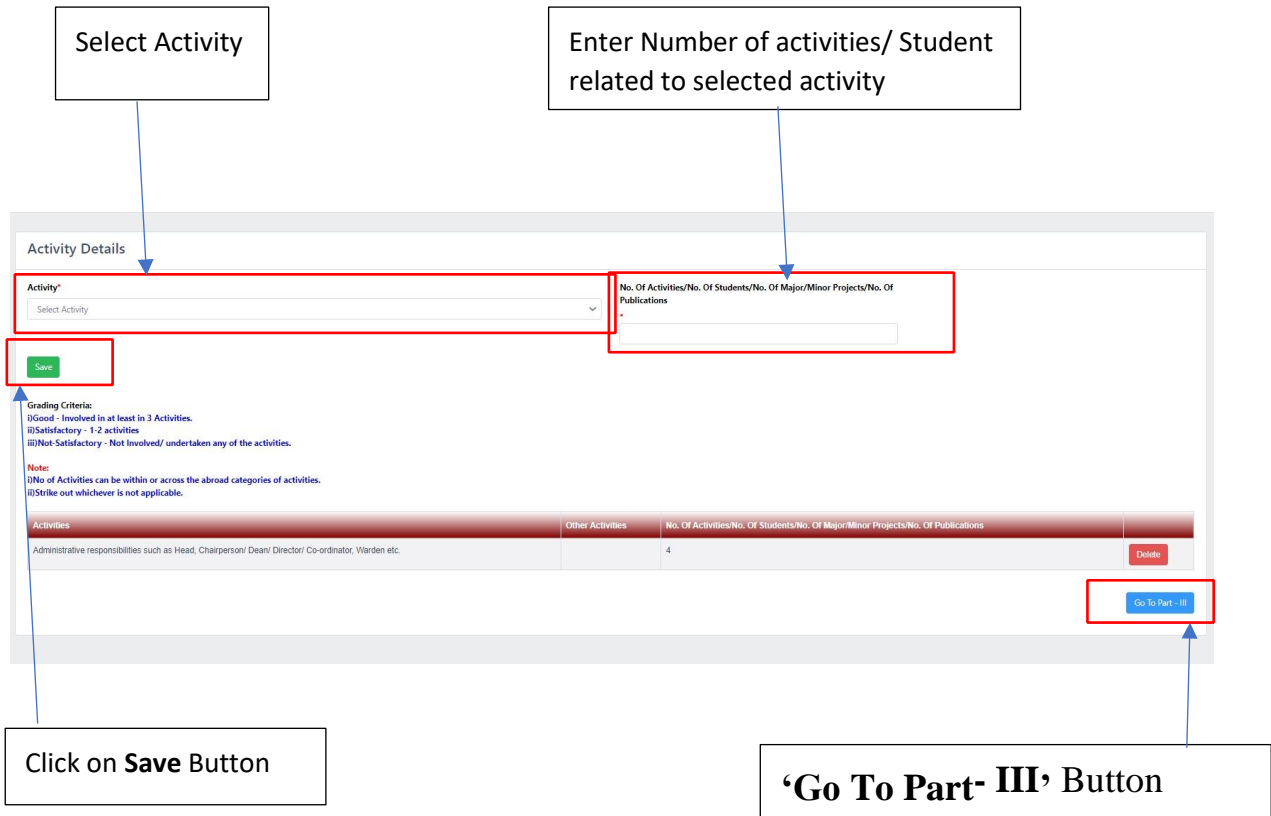 Select Activity
Enter Number of activities/ Student
related to selected activity
Activity Details
Activity*
Select Activity
No. Of Activities/No. Of Students/No. Of Major/Minor Projects/No. Of
Publications
*
Save
Grading Criteria:
i)Good - Involved in at least in 3 Activities.
ii)Satisfactory - 1-2 activities
iii)Not-Satisfactory - Not Involved/ undertaken any of the activities.
Note:
i)No of Activities can be within or across the abroad categories of activities.
ii)Strike out whichever is not applicable.
Activities Other Activities No. Of Activities/No. Of Students/No. Of Major/Minor Projects/No. Of Publications
Administrative responsibilities such as Head, Chairperson/ Dean/ Director/ Co-ordinator, Warden etc. 4 Delete
Go To Part - III
Click on Save Button
‘Go To Part- III’ Button